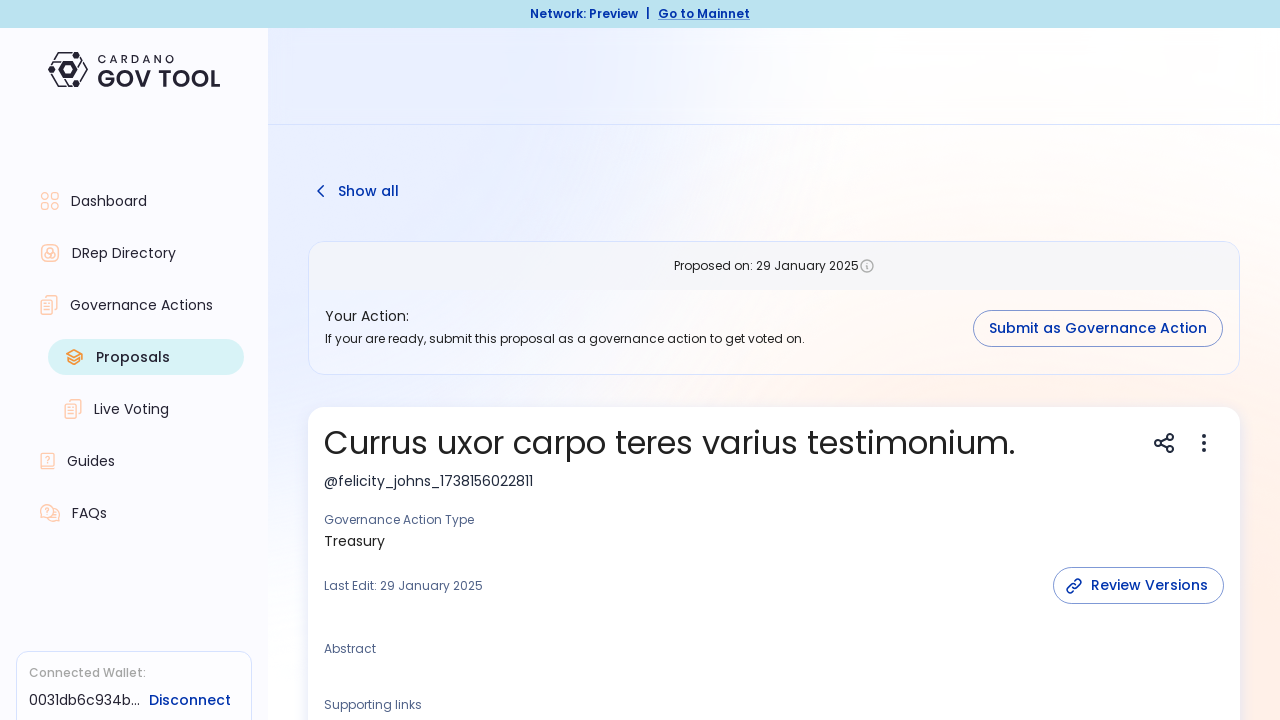 Network: Preview | Go to Mainnet
CARDANO
GOV TOOL
Dashboard
DRep Directory
Governance Actions
Proposals
Live Voting
Guides
FAQs
Connected Wallet:
0031db6c934b... Disconnect
Show all
Proposed on: 29 January 2025
Your Action:
If your are ready, submit this proposal as a governance action to get voted on.
Submit as Governance Action
Currus uxor carpo teres varius testimonium.
@felicity_johns_1738156022811
Governance Action Type
Treasury
Last Edit: 29 January 2025
Review Versions
Abstract
Supporting links